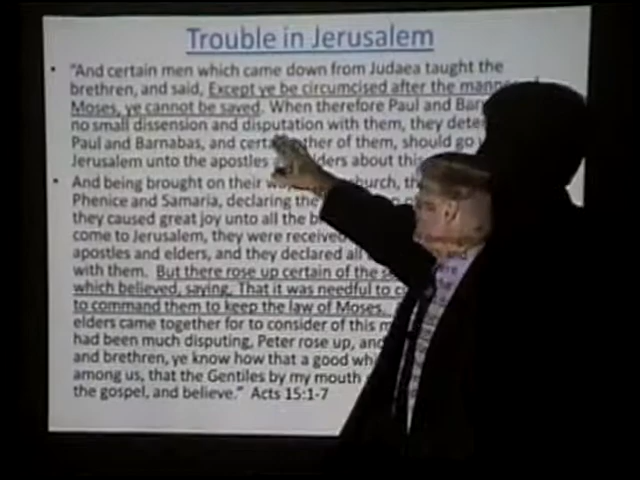 Trouble in Jerusalem
• "And certain men which came down from Judaea taught the
brethren, and said, Except ye be circumcised after the manner
Moses, ye cannot be saved. When therefore Paul and Bar
no small dissension and disputation with them, they dete
Paul and Barnabas, and certa other of them, should go
Jerusalem unto the apostles elders about this
• And being brought on their way church, th
Phenice and Samaria, declaring the
they caused great joy unto all the b
come to Jerusalem, they were received
apostles and elders, and they declared all
with them. But there rose up certain of the se
which believed, saying, That it was needful to c
to command them to keep the law of Moses.
elders came together for to consider of this m
had been much disputing, Peter rose up, and
and brethren, ye know how that a good whi
among us, that the Gentiles by my mouth
the gospel, and believe." Acts 15:1-7